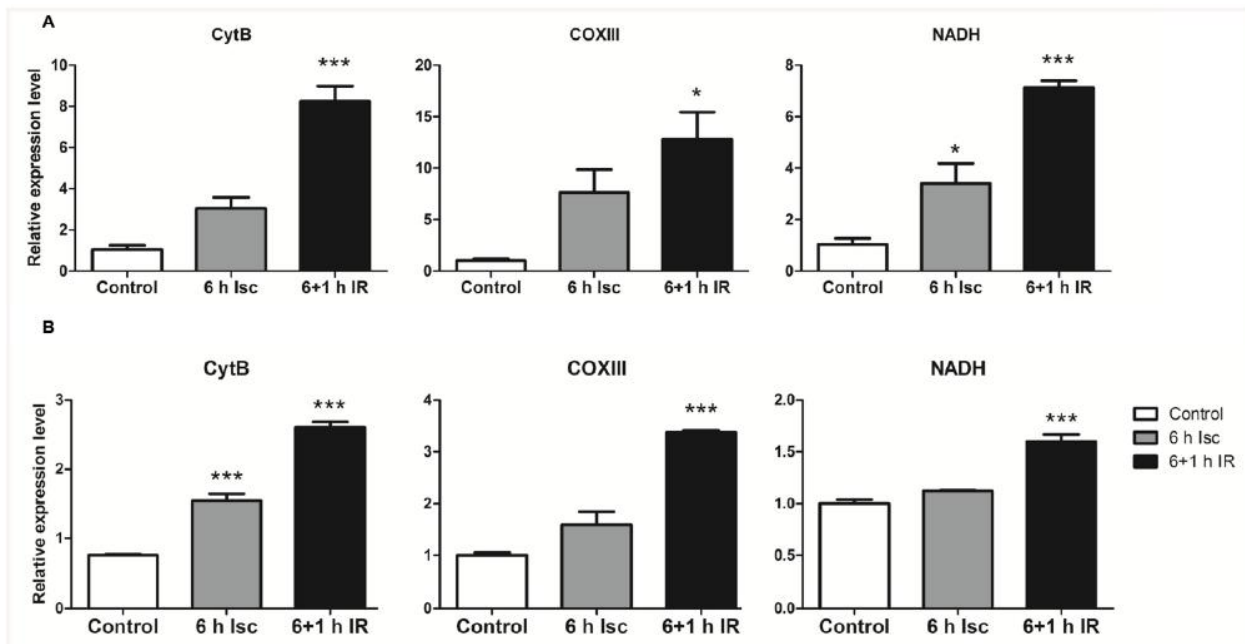 A
CytB
COXIII
NADH
Relative expression level
10
8
6
4
2
0
***
Control
6 h Isc
6+1 h IR
20
15
10
5
0
*
Control
6 h Isc
6+1 h IR
8
6
4
2
0
*
***
Control
6 h Isc
6+1 h IR
B
CytB
COXIII
NADH
Relative expression level
3
2
1
0
***
***
Control
6 h Isc
6+1 h IR
4
3
2
1
0
***
Control
6 h Isc
6+1 h IR
2.0
1.5
1.0
0.5
0.0
***
Control
6 h Isc
6+1 h IR
Control
6 h Isc
6+1 h IR